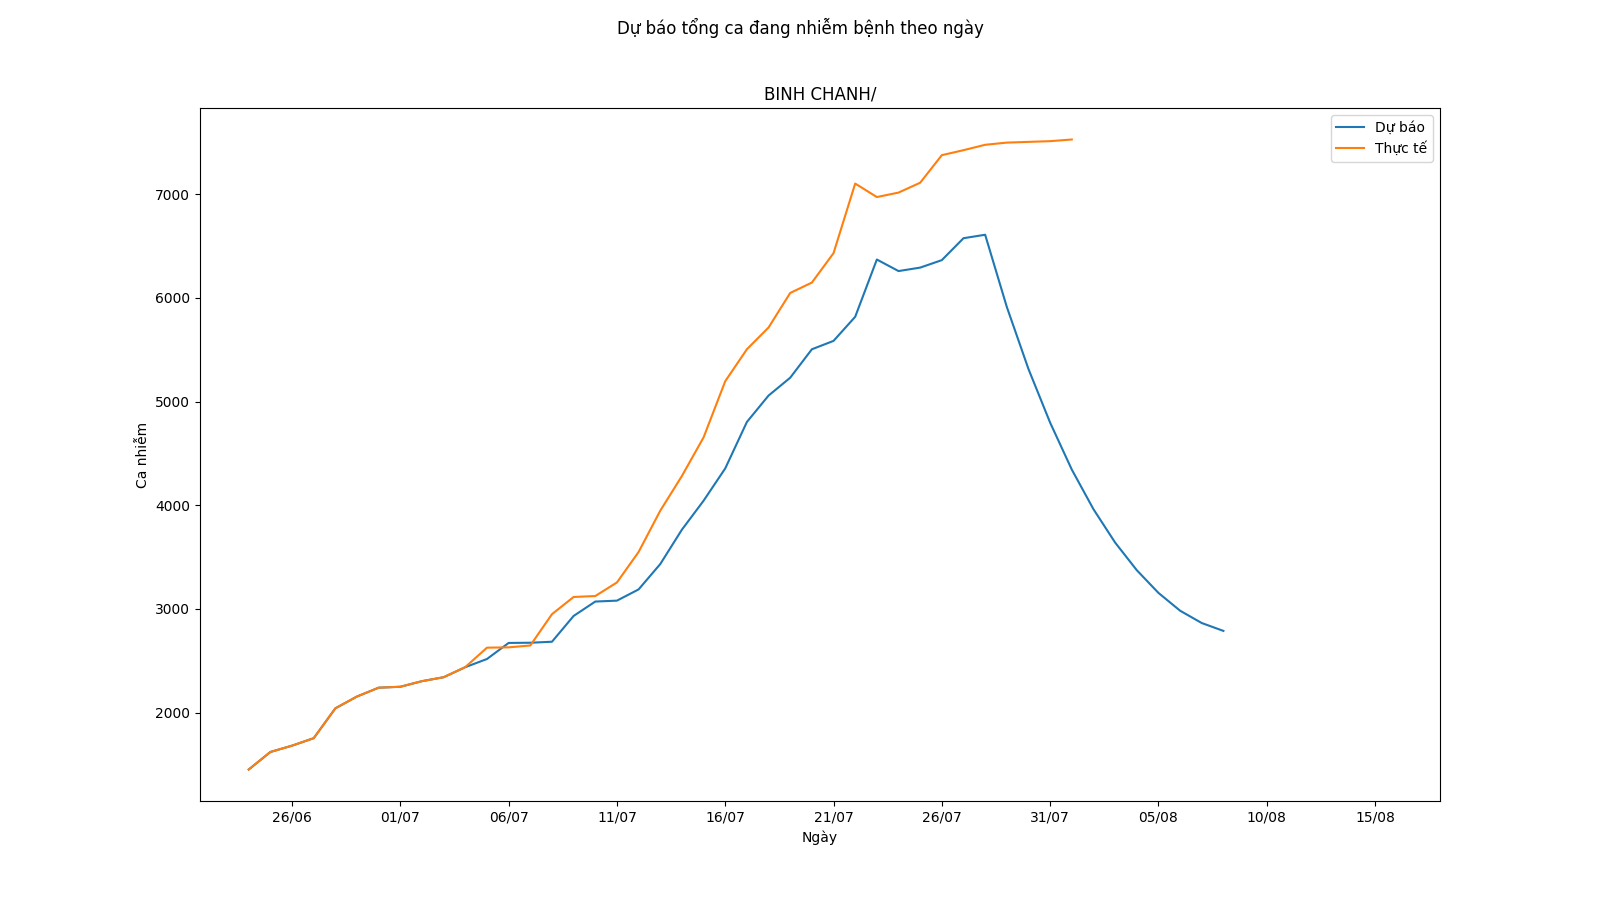 Dự báo tổng ca đang nhiễm bệnh theo ngày
BINH CHANH/
Dự báo
Thực tế
Ca nhiễm
7000
6000
5000
4000
3000
2000
26/06 01/07 06/07 11/07 16/07 21/07 26/07 31/07 05/08 10/08 15/08
Ngày